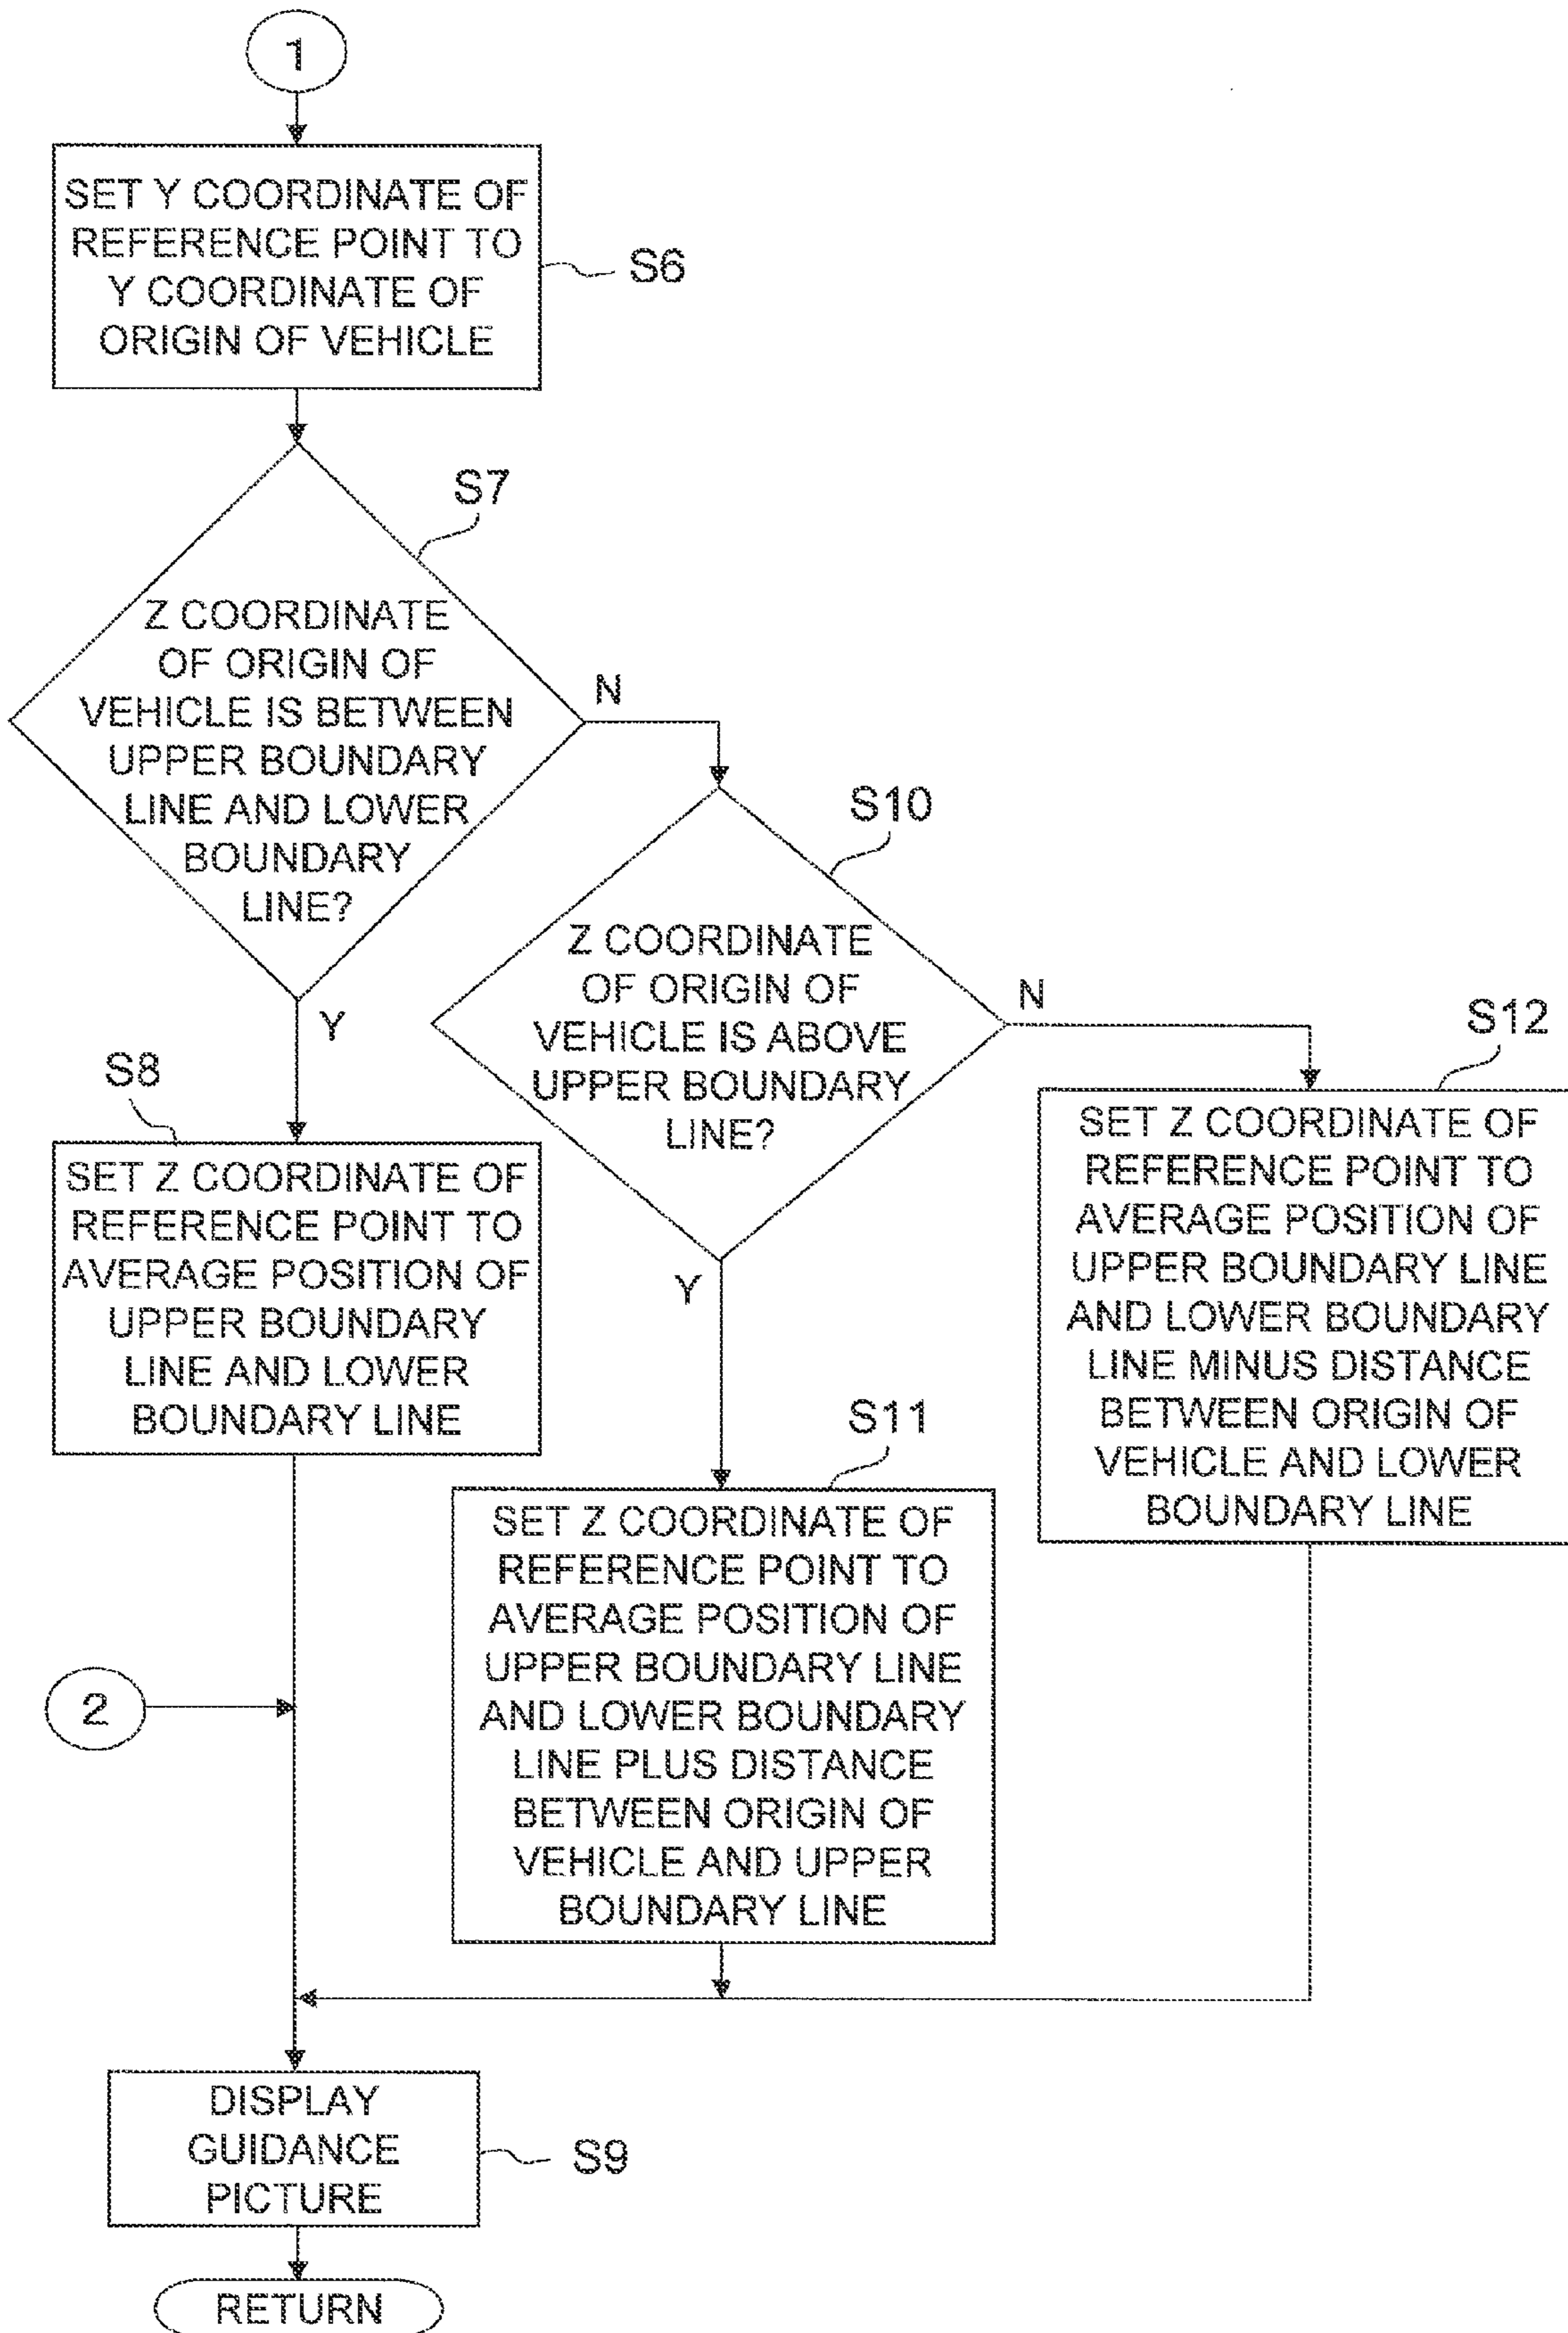 1
SET Y COORDINATE OF
REFERENCE POINT TO
Y COORDINATE OF
ORIGIN OF VEHICLE
S6
S7
Z COORDINATE
OF ORIGIN OF
VEHICLE IS BETWEEN
UPPER BOUNDARY
LINE AND LOWER
BOUNDARY
LINE?
N
Y
S10
Z COORDINATE
OF ORIGIN OF
VEHICLE IS ABOVE
UPPER BOUNDARY
LINE?
N
Y
S12
SET Z COORDINATE OF
REFERENCE POINT TO
AVERAGE POSITION OF
UPPER BOUNDARY LINE
AND LOWER BOUNDARY
LINE MINUS DISTANCE
BETWEEN ORIGIN OF
VEHICLE AND LOWER
BOUNDARY LINE
S8
SET Z COORDINATE OF
REFERENCE POINT TO
AVERAGE POSITION OF
UPPER BOUNDARY
LINE AND LOWER
BOUNDARY LINE
S11
SET Z COORDINATE OF
REFERENCE POINT TO
AVERAGE POSITION OF
UPPER BOUNDARY LINE
AND LOWER BOUNDARY
LINE PLUS DISTANCE
BETWEEN ORIGIN OF
VEHICLE AND UPPER
BOUNDARY LINE
2
DISPLAY
GUIDANCE
PICTURE
S9
RETURN